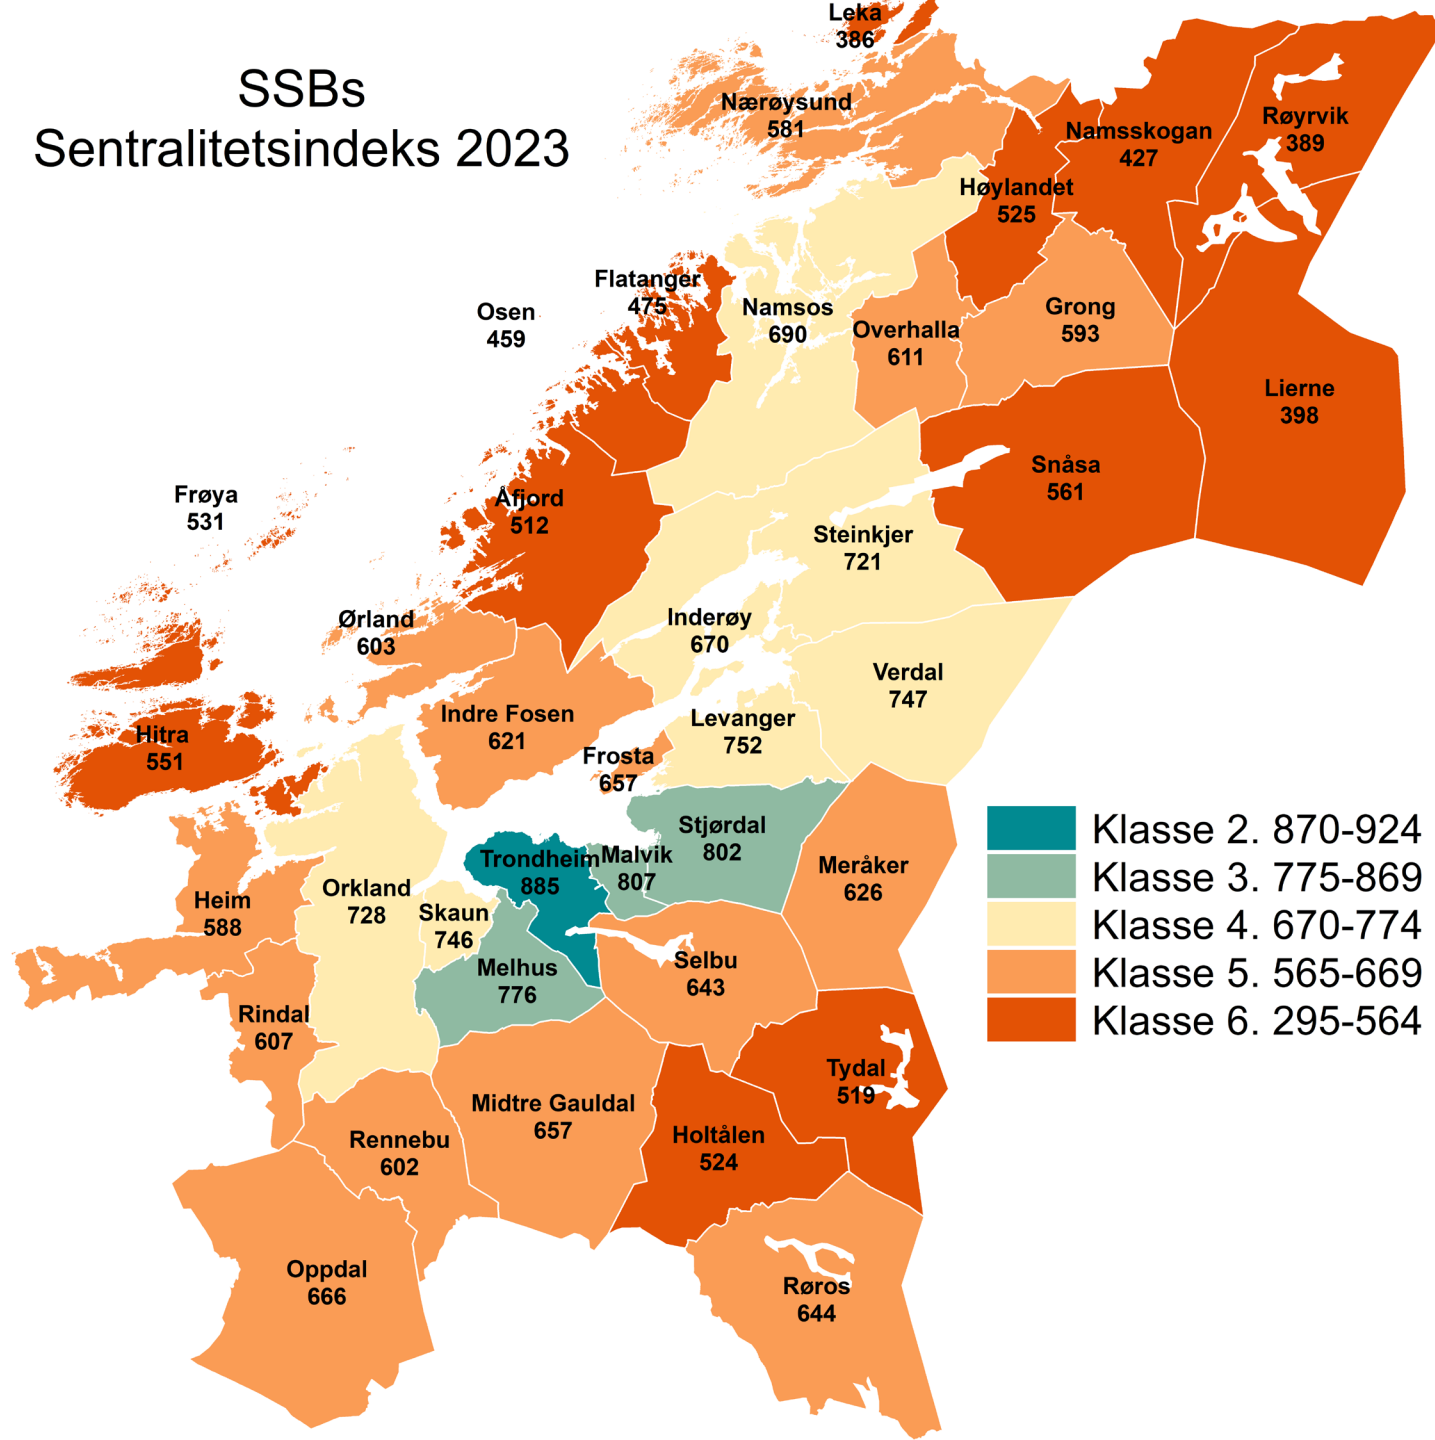 SSBs
Sentralitetsindeks 2023
Leka
386
Nærøysund
581
Namsskogan
427
Røyrvik
389
Høylandet
525
Flatanger
475
Osen
459
Namsos
690
Overhalla
611
Grong
593
Lierne
398
Snåsa
561
Frøya
531
Åfjord
512
Steinkjer
721
Ørland
603
Inderøy
670
Verdal
747
Hitra
551
Indre Fosen
621
Levanger
752
Frosta
657
Stjørdal
802
Trondheim
885
Malvik
807
Meråker
626
Orkland
728
Heim
588
Skaun
746
Melhus
776
Selbu
643
Rindal
607
Tydal
519
Midtre Gauldal
657
Rennebu
602
Holtålen
524
Oppdal
666
Røros
644
Klasse 2. 870-924
Klasse 3. 775-869
Klasse 4. 670-774
Klasse 5. 565-669
Klasse 6. 295-564